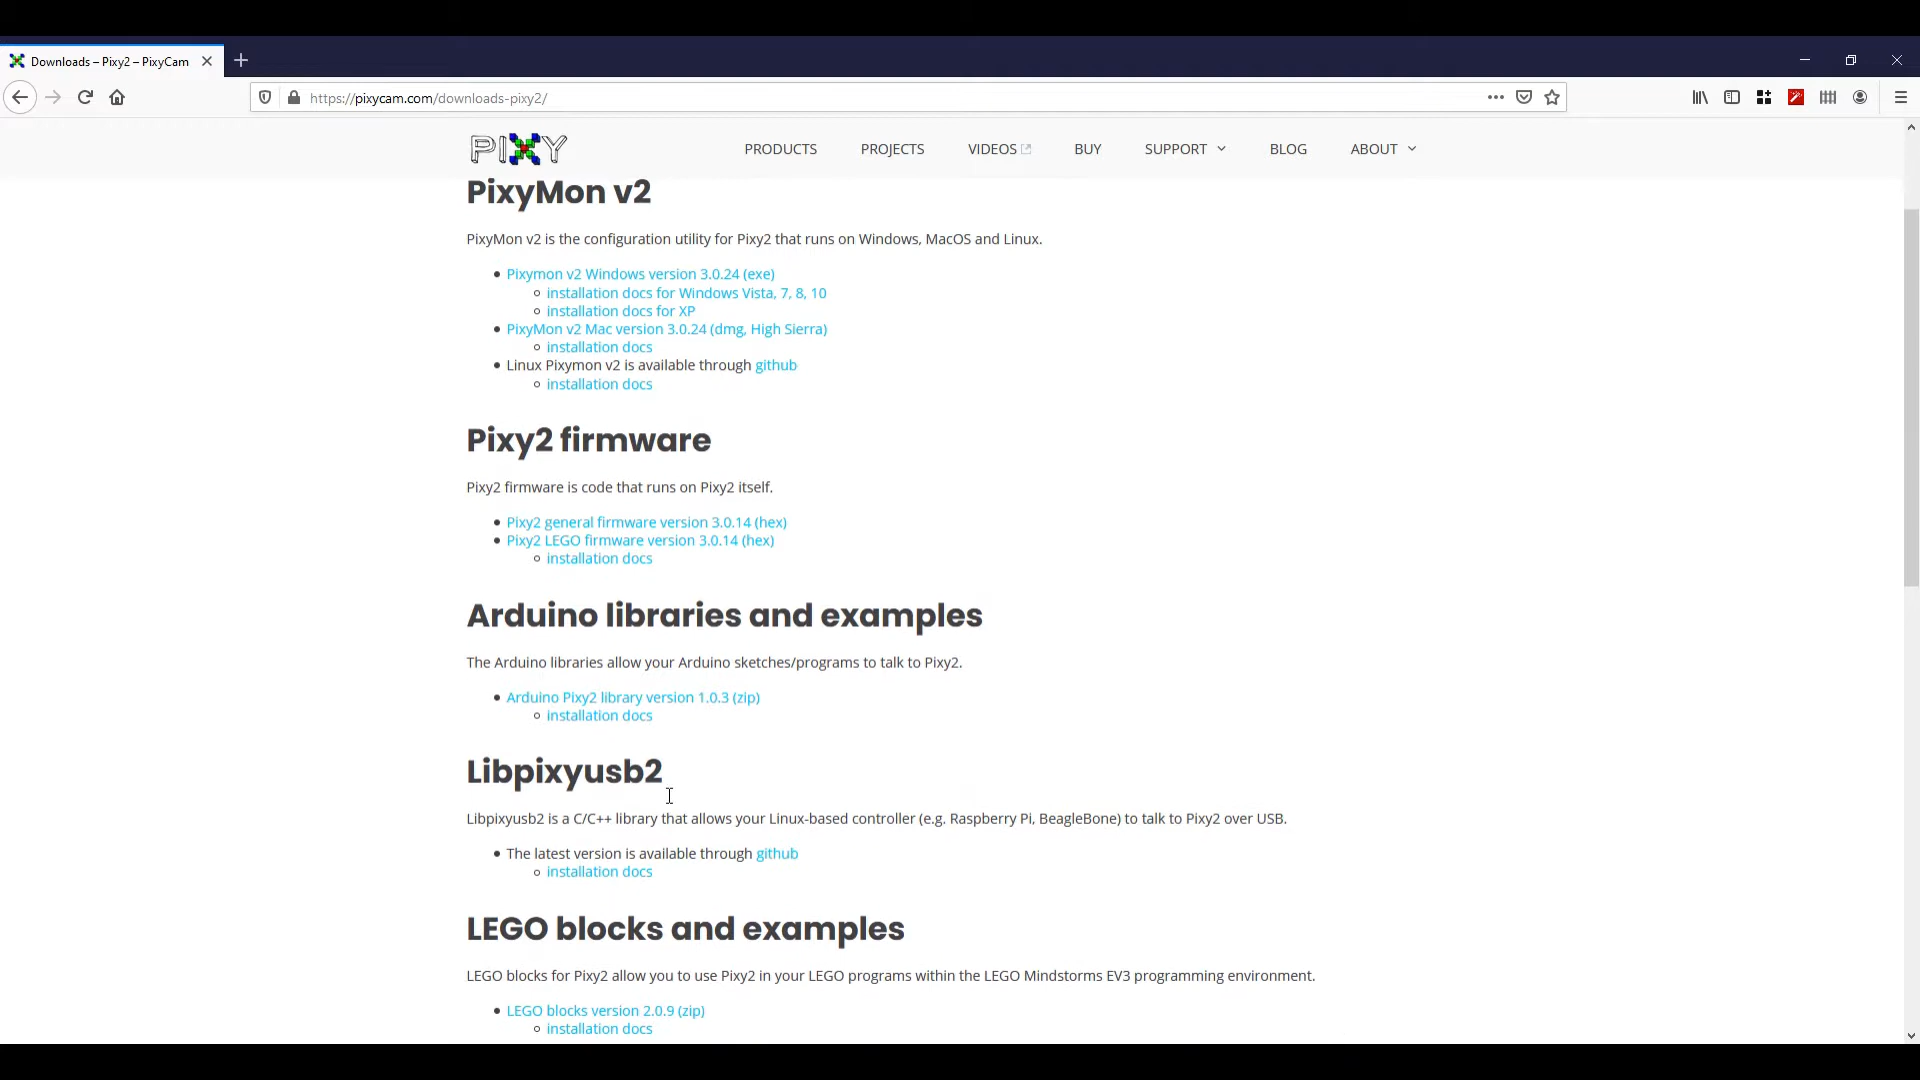 Downloads – Pixy2 – PixyCam
https://pixycam.com/downloads-pixy2/
PIXY
PRODUCTS PROJECTS VIDEOS BUY SUPPORT BLOG ABOUT
PixyMon v2
PixyMon v2 is the configuration utility for Pixy2 that runs on Windows, MacOS and Linux.
Pixymon v2 Windows version 3.0.24 (exe)
installation docs for Windows Vista, 7, 8, 10
installation docs for XP
PixyMon v2 Mac version 3.0.24 (dmg, High Sierra)
installation docs
Linux Pixymon v2 is available through github
installation docs
Pixy2 firmware
Pixy2 firmware is code that runs on Pixy2 itself.
Pixy2 general firmware version 3.0.14 (hex)
Pixy2 LEGO firmware version 3.0.14 (hex)
installation docs
Arduino libraries and examples
The Arduino libraries allow your Arduino sketches/programs to talk to Pixy2.
Arduino Pixy2 library version 1.0.3 (zip)
installation docs
Libpixyusb2
Libpixyusb2 is a C/C++ library that allows your Linux-based controller (e.g. Raspberry Pi, BeagleBone) to talk to Pixy2 over USB.
The latest version is available through github
installation docs
LEGO blocks and examples
LEGO blocks for Pixy2 allow you to use Pixy2 in your LEGO programs within the LEGO Mindstorms EV3 programming environment.
LEGO blocks version 2.0.9 (zip)
installation docs